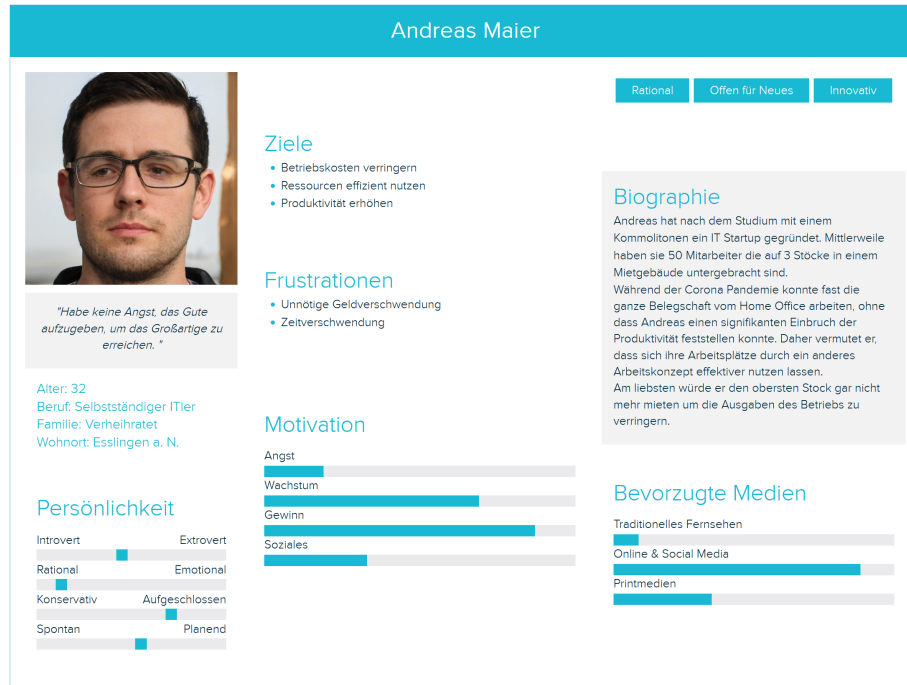 Andreas Maier
Rational
Offen für Neues
Innovativ
"Habe keine Angst, das Gute
aufzugeben, um das Großartige zu
erreichen. "
Alter: 32
Beruf: Selbstständiger ITler
Familie: Verheihratet
Wohnort: Esslingen a. N.
Persönlichkeit
Introvert Extrovert
Rational Emotional
Konservativ Aufgeschlossen
Spontan Planend
Ziele
Betriebskosten verringern
Ressourcen effizient nutzen
Produktivität erhöhen
Frustrationen
Unnötige Geldverschwendung
Zeitverschwendung
Motivation
Angst
Wachstum
Gewinn
Soziales
Biographie
Andreas hat nach dem Studium mit einem
Kommolitonen ein IT Startup gegründet. Mittlerweile
haben sie 50 Mitarbeiter die auf 3 Stöcke in einem
Mietgebäude untergebracht sind.
Während der Corona Pandemie konnte fast die
ganze Belegschaft vom Home Office arbeiten, ohne
dass Andreas einen signifikanten Einbruch der
Produktivität feststellen konnte. Daher vermutet er,
dass sich ihre Arbeitsplätze durch ein anderes
Arbeitskonzept effektiver nutzen lassen.
Am liebsten würde er den obersten Stock gar nicht
mehr mieten um die Ausgaben des Betriebs zu
verringern.
Bevorzugte Medien
Traditionelles Fernsehen
Online & Social Media
Printmedien